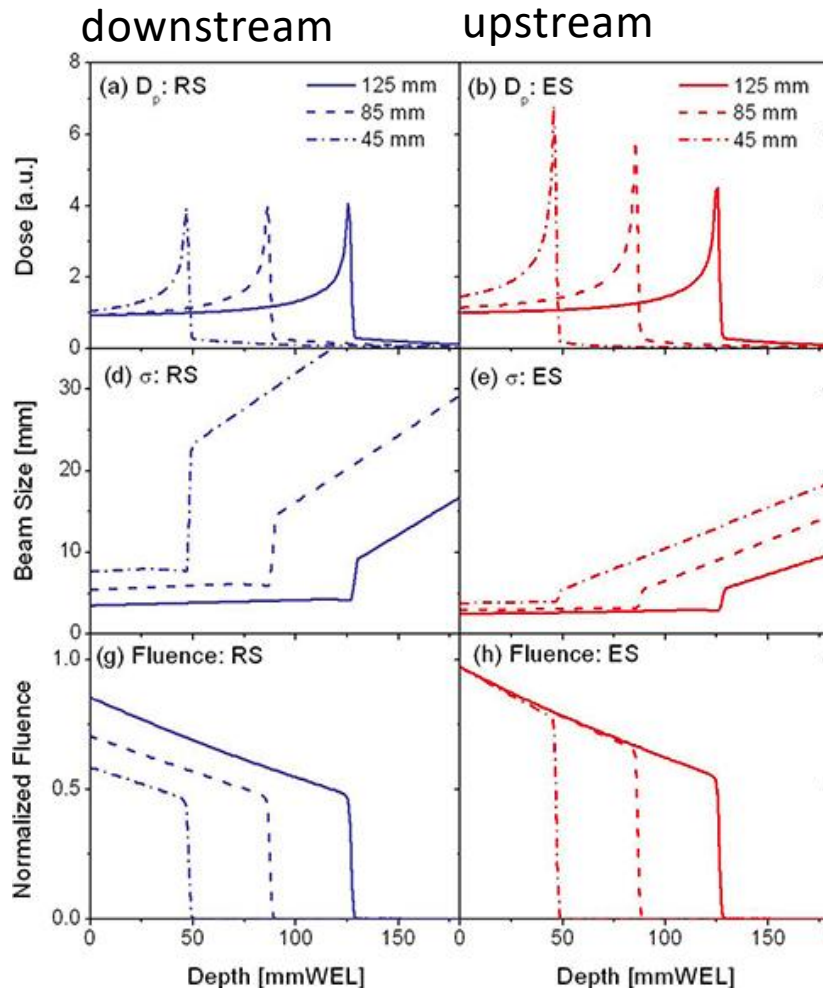 downstream upstream
(a) Dₚ: RS
125 mm
85 mm
45 mm
(b) Dₚ: ES
125 mm
85 mm
45 mm
Dose [a.u.]
8
6
4
2
0
(d) σ: RS
(e) σ: ES
Beam Size [mm]
30
20
10
0
(g) Fluence: RS
(h) Fluence: ES
Normalized Fluence
1.0
0.5
0.0
0 50 100 150 0 50 100 150
Depth [mmWEL] Depth [mmWEL]